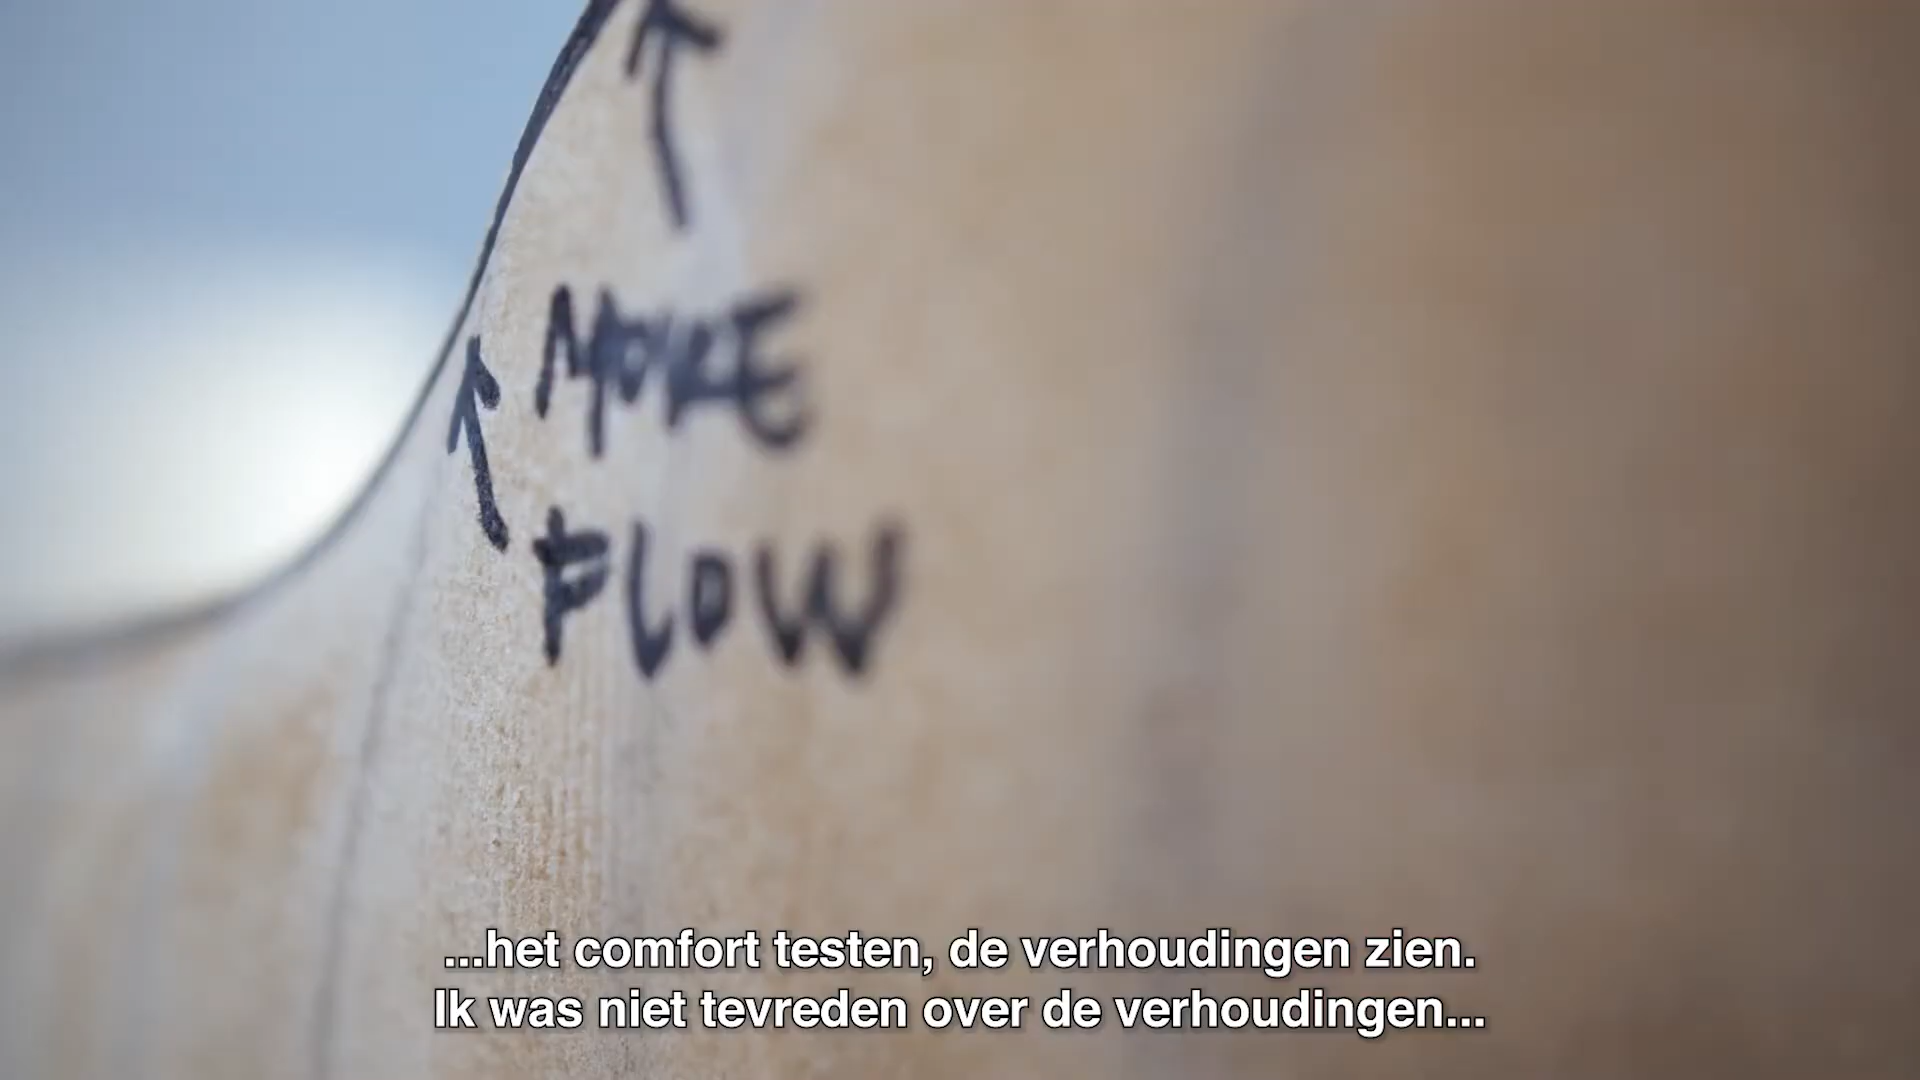 MORE
FLOW
...het comfort testen, de verhoudingen zien.
Ik was niet tevreden over de verhoudingen...